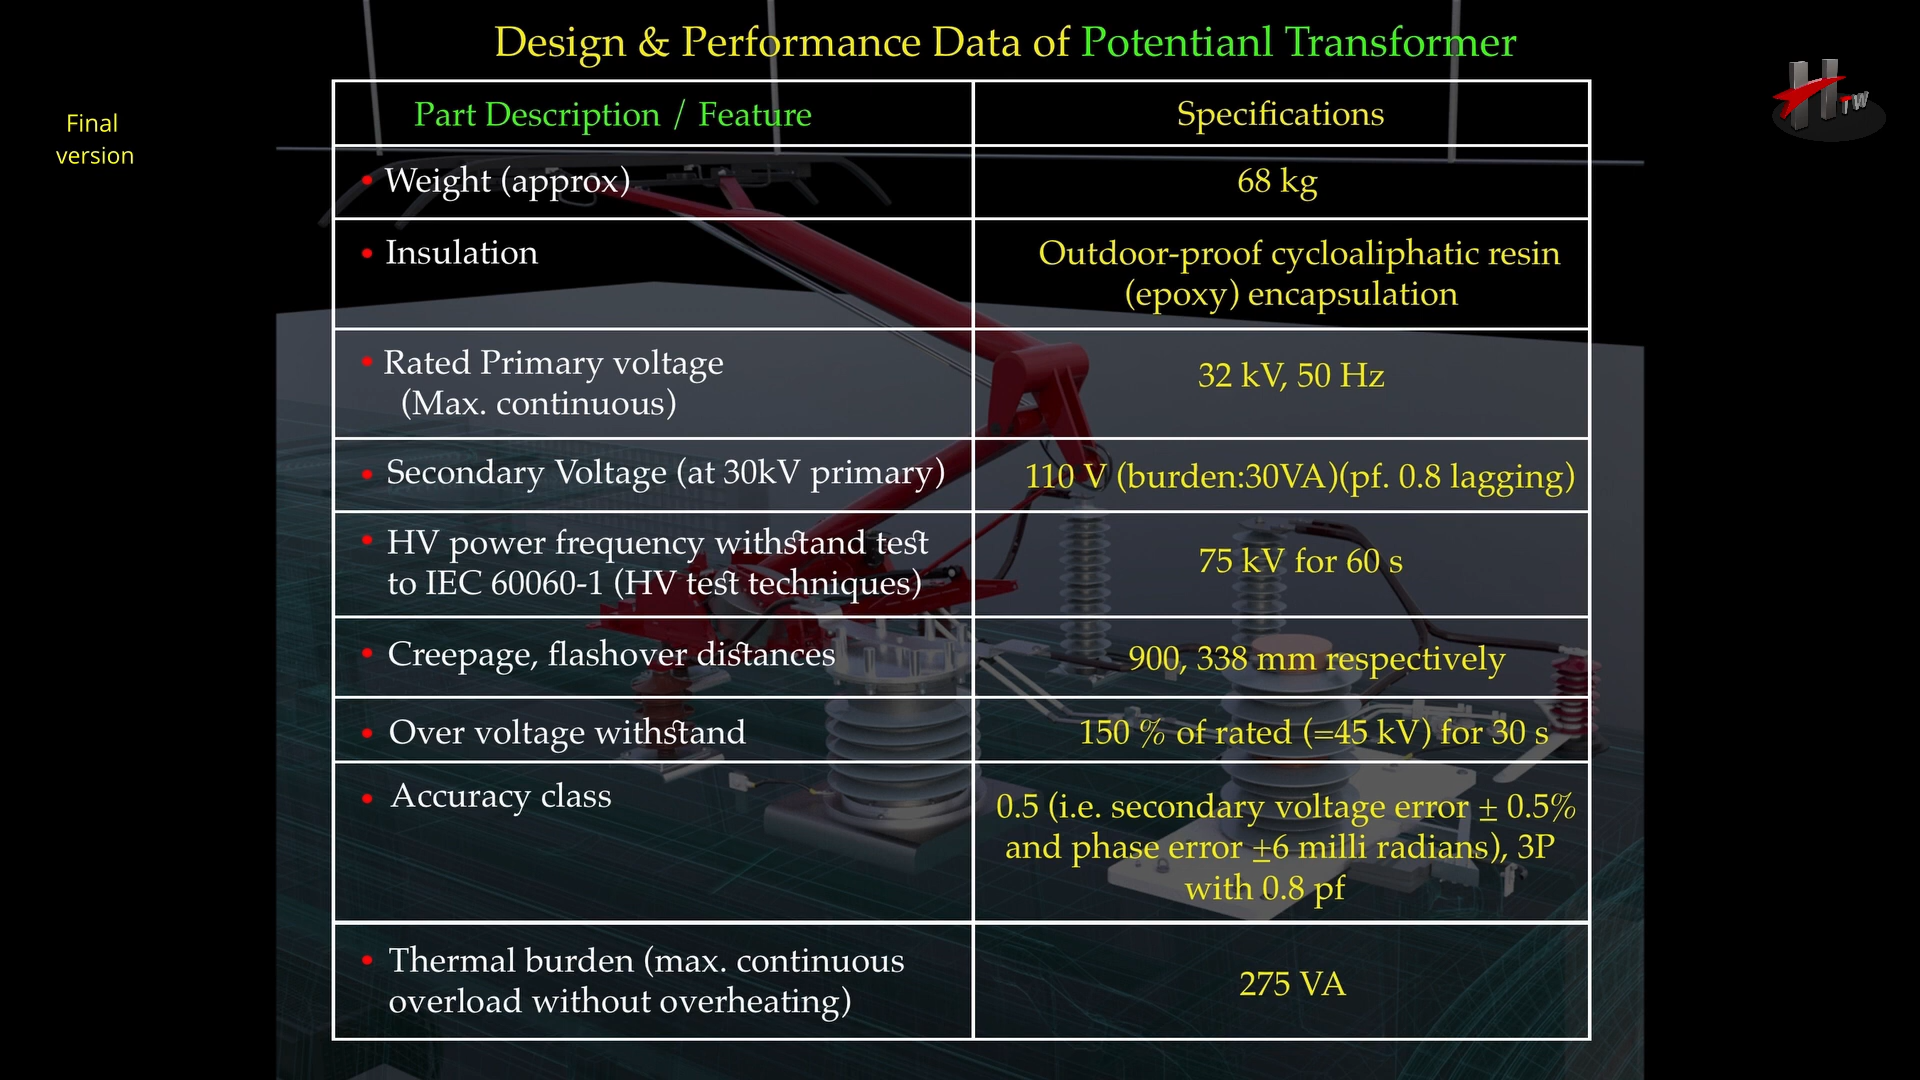 Design & Performance Data of Potentianl Transformer
Final
version
H TW
Part Description / Feature
Specifications
• Weight (approx)
68 kg
• Insulation
Outdoor-proof cycloaliphatic resin
(epoxy) encapsulation
• Rated Primary voltage
(Max. continuous)
32 kV, 50 Hz
• Secondary Voltage (at 30kV primary)
110 V (burden:30VA)(pf. 0.8 lagging)
• HV power frequency withstand test
to IEC 60060-1 (HV test techniques)
75 kV for 60 s
• Creepage, flashover distances
900, 338 mm respectively
• Over voltage withstand
150 % of rated (=45 kV) for 30 s
• Accuracy class
0.5 (i.e. secondary voltage error ± 0.5%
and phase error ±6 milli radians), 3P
with 0.8 pf
• Thermal burden (max. continuous
overload without overheating)
275 VA